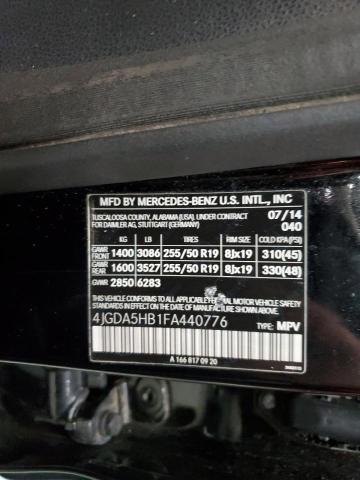 MFD BY MERCEDES-BENZ U.S. INTL., INC
TUSCALOOSA COUNTY, ALABAMA (USA), UNDER CONTRACT 07/14
FOR DAIMLER AG, STUTTGART (GERMANY) 040
KG LB TIRES RIM SIZE COLD KPA (PSI)
GAWR FRONT 1400 3086 255/50 R19 8Jx19 310(45)
GAWR REAR 1600 3527 255/50 R19 8Jx19 330(48)
GVWR 2850 6283
THIS VEHICLE CONFORMS TO ALL APPLICABLE FEDERAL MOTOR VEHICLE SAFETY
STANDARDS IN EFFECT ON THE DATE OF MANUFACTURE SHOWN ABOVE.
4JGDA5HB1FA440776 TYPE: MPV
A 166 817 09 20